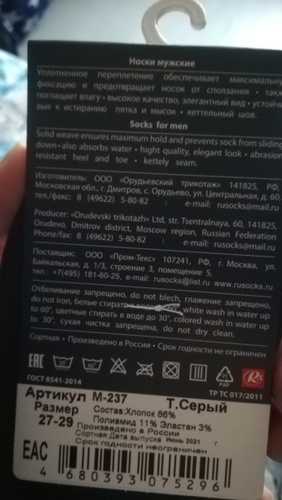 Носки мужские
Уплотненное переплетение обеспечивает максимальну
фиксацию и предотвращает носок от сползания • такж
поглащает влагу • высокое качество, элегантный вид • устойчи
вые к истиранию пятка и мысок • кеттельный шов.
Socks for men
Solid weave ensures maximum hold and prevents sock from sliding
down • also absorbs water • hight quality, elegant look • abrasion
resistant heel and toe • kettely seam.
Изготовитель: ООО «Орудьевский трикотаж» 141825, РФ,
Московская обл., г. Дмитров, с. Орудьево, ул. Центральная, д. 60,
тел./факс: 8 (49622) 5-80-82 e-mail: rusocks@mail.ru
Producer: «Orudevski trikotazh» Ltd, str. Tsentralnaya, 60, 141825,
Orudevo, Dmitrov district, Moscow region, Russian Federation
Phone/fax: 8 (49622) 5-80-82 e-mail: rusocks@mail.ru
Поставщик: ООО «Пром-Текс» 107241, РФ, г. Москва, ул.
Байкальская, д. 1/3, строение 3, помещение 5,
тел.: +7(495) 181-60-25, e-mail: rusocks@list.ru www.rusocks.ru
Отбеливание запрещено, do not blech, глажение запрещено,
do not iron, белые стирать в воде white wash in water up
to 60°, цветные стирать в воде до 30°, colored wash in water up
to 30°, сухая чистка запрещена, do not dry clean.
Сортная • Произведено в России • Срок годности не ограничен
EAC
PAP
ГОСТ 8541-2014
ТР ТС 017/2011
Артикул М-237 Т.Серый
Размер
27-29
Состав:Хлопок 86%
Полиамид 11% Эластан 3%
Произведено в России
Сортная Дата выпуска Июнь 2021 г.
Срок годности неограничен
EAC
4 680393 075296